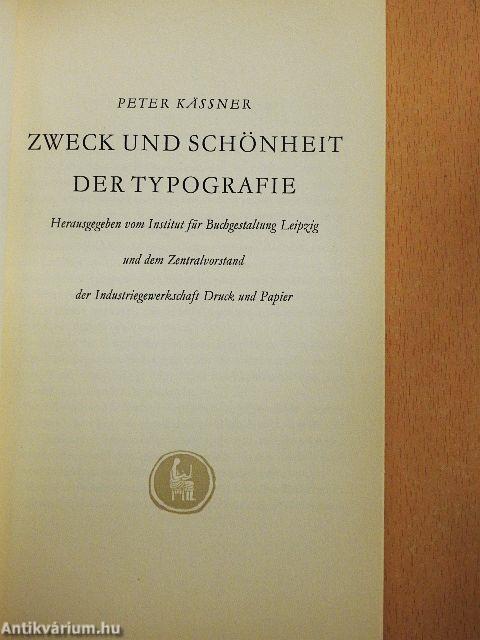 PETER KÄSSNER
ZWECK UND SCHÖNHEIT
DER TYPOGRAFIE
Herausgegeben vom Institut für Buchgestaltung Leipzig
und dem Zentralvorstand
der Industriegewerkschaft Druck und Papier
Antikvárium.hu